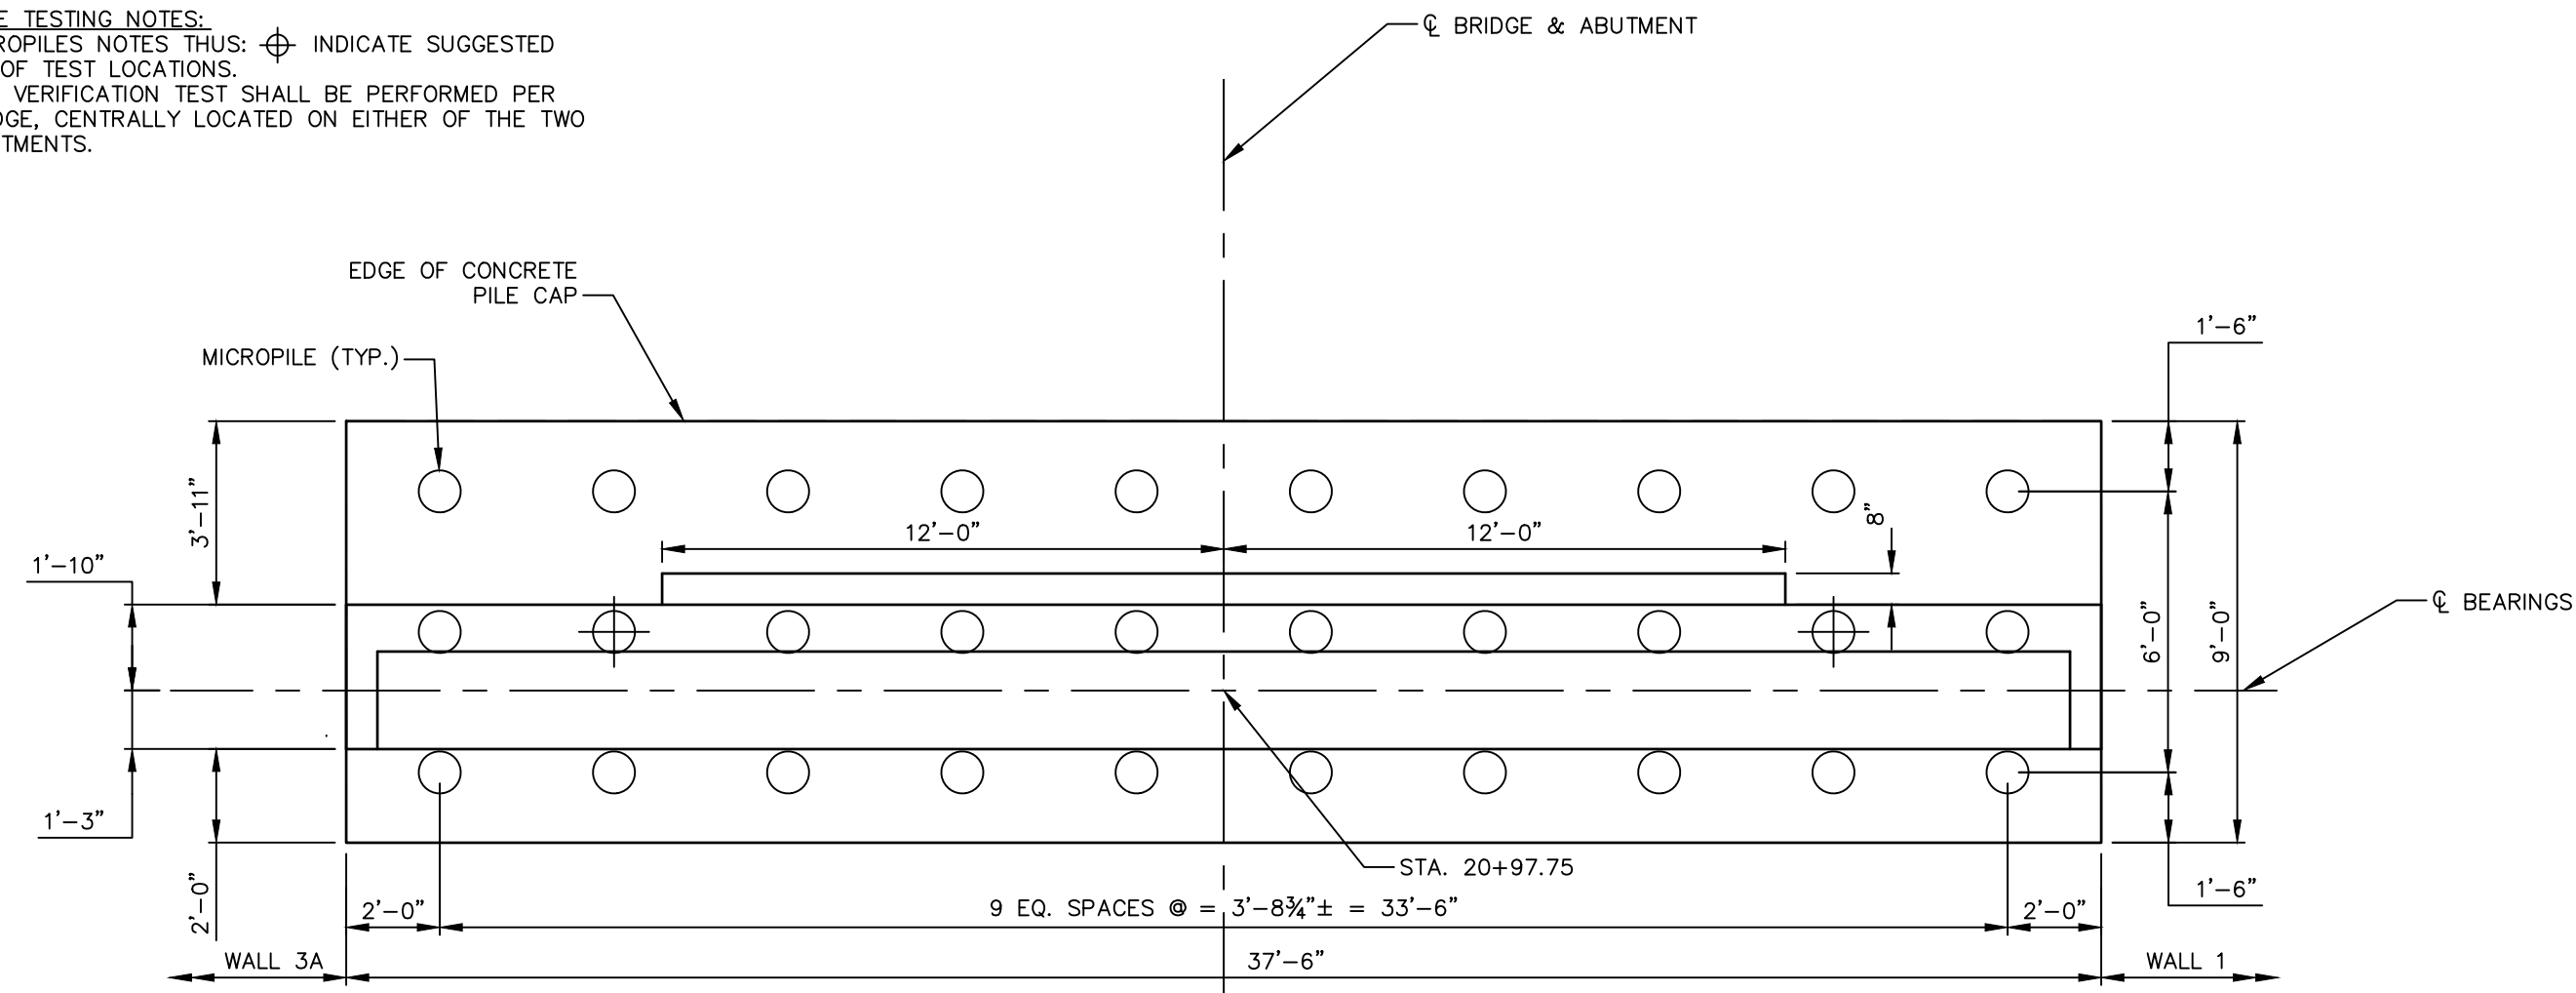 E TESTING NOTES:
ROPILES NOTES THUS: INDICATE SUGGESTED
OF TEST LOCATIONS.
VERIFICATION TEST SHALL BE PERFORMED PER
DGE, CENTRALLY LOCATED ON EITHER OF THE TWO
TMENTS.
℄ BRIDGE & ABUTMENT
EDGE OF CONCRETE
PILE CAP
MICROPILE (TYP.)
1'-6"
3'-11"
12'-0"
12'-0"
8"
1'-10"
℄ BEARINGS
6'-0"
9'-0"
1'-3"
STA. 20+97.75
2'-0"
2'-0"
9 EQ. SPACES @ = 3'-8¾"± = 33'-6"
2'-0"
1'-6"
WALL 3A
37'-6"
WALL 1